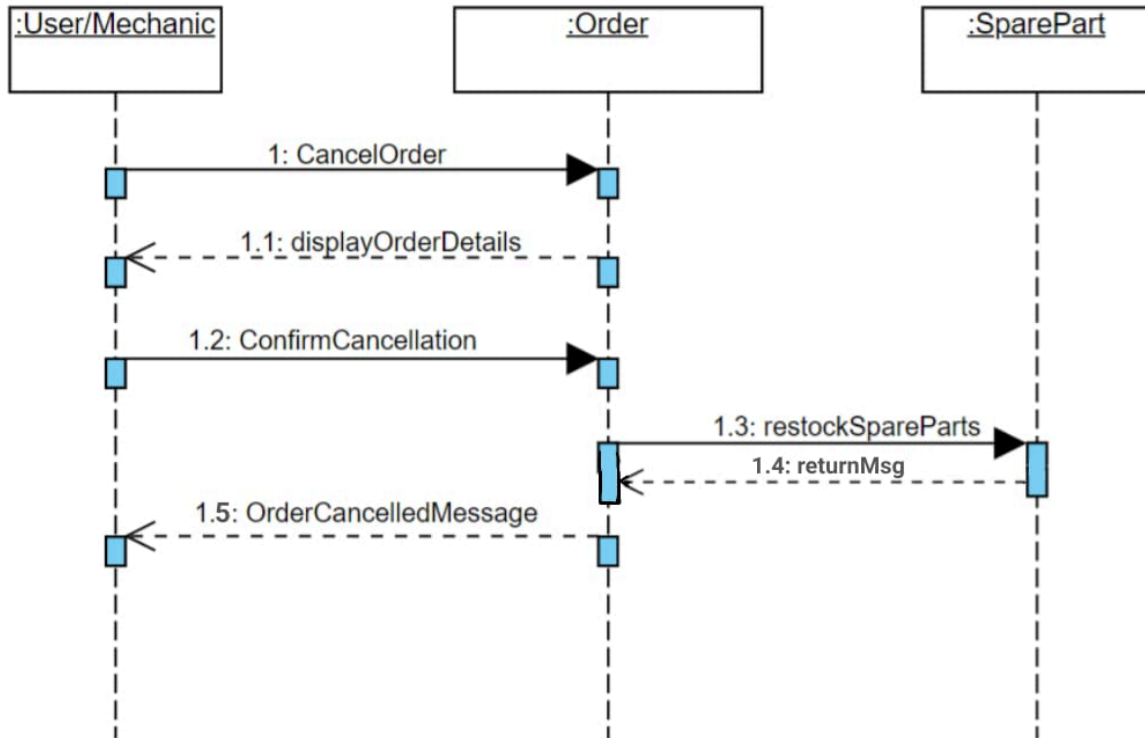 :User/Mechanic
:Order
:SparePart
1: CancelOrder
1.1: displayOrderDetails
1.2: ConfirmCancellation
1.3: restockSpareParts
1.4: returnMsg
1.5: OrderCancelledMessage